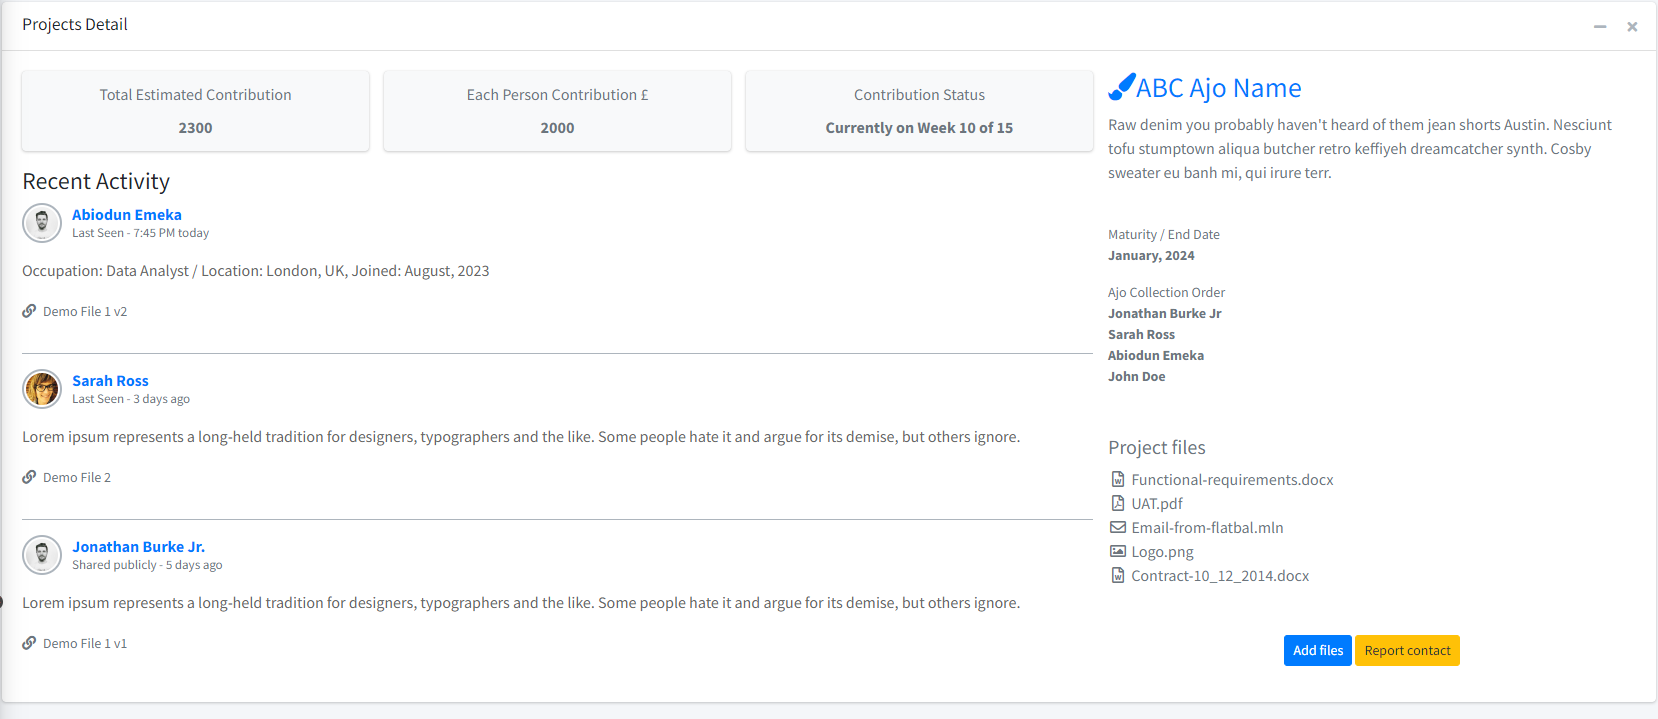 Projects Detail
Total Estimated Contribution
2300
Each Person Contribution £
2000
Contribution Status
Currently on Week 10 of 15
Recent Activity
Abiodun Emeka
Last Seen - 7:45 PM today
Occupation: Data Analyst / Location: London, UK, Joined: August, 2023
Demo File 1 v2
Sarah Ross
Last Seen - 3 days ago
Lorem ipsum represents a long-held tradition for designers, typographers and the like. Some people hate it and argue for its demise, but others ignore.
Demo File 2
Jonathan Burke Jr.
Shared publicly - 5 days ago
Lorem ipsum represents a long-held tradition for designers, typographers and the like. Some people hate it and argue for its demise, but others ignore.
Demo File 1 v1
ABC Ajo Name
Raw denim you probably haven't heard of them jean shorts Austin. Nesciunt
tofu stumptown aliqua butcher retro keffiyeh dreamcatcher synth. Cosby
sweater eu banh mi, qui irure terr.
Maturity / End Date
January, 2024
Ajo Collection Order
Jonathan Burke Jr
Sarah Ross
Abiodun Emeka
John Doe
Project files
Functional-requirements.docx
UAT.pdf
Email-from-flatbal.mln
Logo.png
Contract-10_12_2014.docx
Add files
Report contact